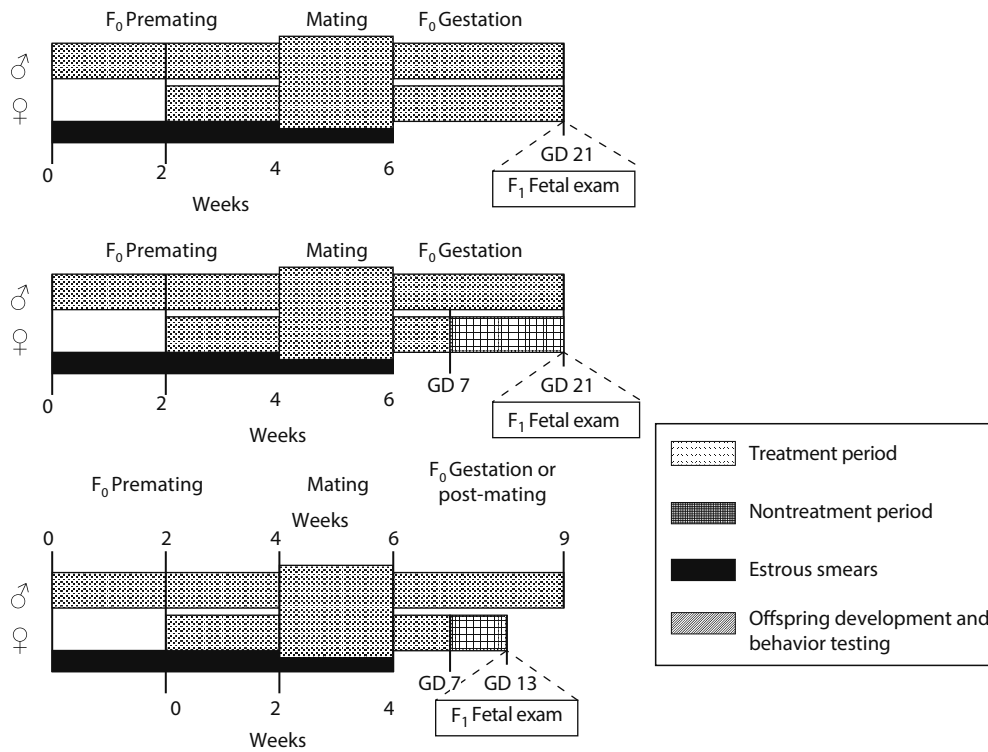 F₀ Premating Mating F₀ Gestation
♂
♀
GD 21
0 2 4 6
F₁ Fetal exam
Weeks
F₀ Premating Mating F₀ Gestation
♂
♀
GD 7 GD 21
0 2 4 6
F₁ Fetal exam
Weeks
F₀ Premating Mating F₀ Gestation or
post-mating
Weeks
0 2 4 6 9
♂
♀
GD 7 GD 13
0 2 4
F₁ Fetal exam
Weeks
Treatment period
Nontreatment period
Estrous smears
Offspring development and
behavior testing